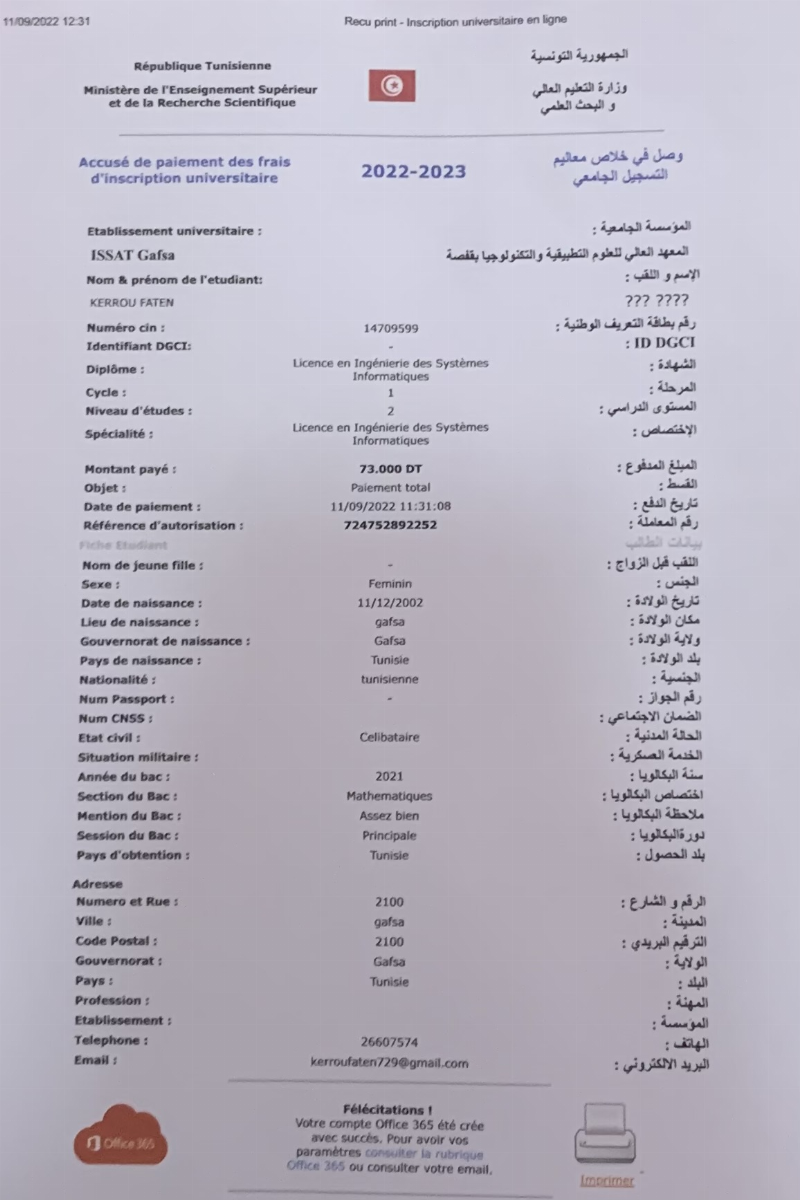 11/09/2022 12:31 Recu print - Inscription universitaire en ligne
République Tunisienne الجمهورية التونسية
Ministère de l'Enseignement Supérieur وزارة التعليم العالي
et de la Recherche Scientifique و البحث العلمي
Accusé de paiement des frais 2022-2023 وصل في خلاص معاليم
d'inscription universitaire التسجيل الجامعي
Etablissement universitaire : المؤسسة الجامعية :
ISSAT Gafsa المعهد العالي للعلوم التطبيقية والتكنولوجيا بقفصة
Nom & prénom de l'etudiant: الإسم و اللقب :
KERROU FATEN ??? ????
Numéro cin : 14709599 رقم بطاقة التعريف الوطنية :
Identifiant DGCI: - ID DGCI :
Diplôme : Licence en Ingénierie des Systèmes الشهادة :
Informatiques
Cycle : 1 المرحلة :
Niveau d'études : 2 المستوى الدراسي :
Spécialité : Licence en Ingénierie des Systèmes الإختصاص :
Informatiques
Montant payé : 73.000 DT المبلغ المدفوع :
Objet : Paiement total القسط :
Date de paiement : 11/09/2022 11:31:08 تاريخ الدفع :
Référence d'autorisation : 724752892252 رقم المعاملة :
Fiche Etudiant بيانات الطالب
Nom de jeune fille : - اللقب قبل الزواج :
Sexe : Feminin الجنس :
Date de naissance : 11/12/2002 تاريخ الولادة :
Lieu de naissance : gafsa مكان الولادة :
Gouvernorat de naissance : Gafsa ولاية الولادة :
Pays de naissance : Tunisie بلد الولادة :
Nationalité : tunisienne الجنسية :
Num Passport : - رقم الجواز :
Num CNSS : الضمان الاجتماعي :
Etat civil : Celibataire الحالة المدنية :
Situation militaire : الخدمة العسكرية :
Année du bac : 2021 سنة البكالويا :
Section du Bac : Mathematiques اختصاص البكالويا :
Mention du Bac : Assez bien ملاحظة البكالويا :
Session du Bac : Principale دورةالبكالويا :
Pays d'obtention : Tunisie بلد الحصول :
Adresse
Numero et Rue : 2100 الرقم و الشارع :
Ville : gafsa المدينة :
Code Postal : 2100 الترقيم البريدي :
Gouvernorat : Gafsa الولاية :
Pays : Tunisie البلد :
Profession : المهنة :
Etablissement : المؤسسة :
Telephone : 26607574 الهاتف :
Email : kerroufaten729@gmail.com البريد الالكتروني :
Félécitations !
Votre compte Office 365 été crée
avec succès. Pour avoir vos
paramètres consulter la rubrique
Office 365 ou consulter votre email.
Office 365
Imprimer